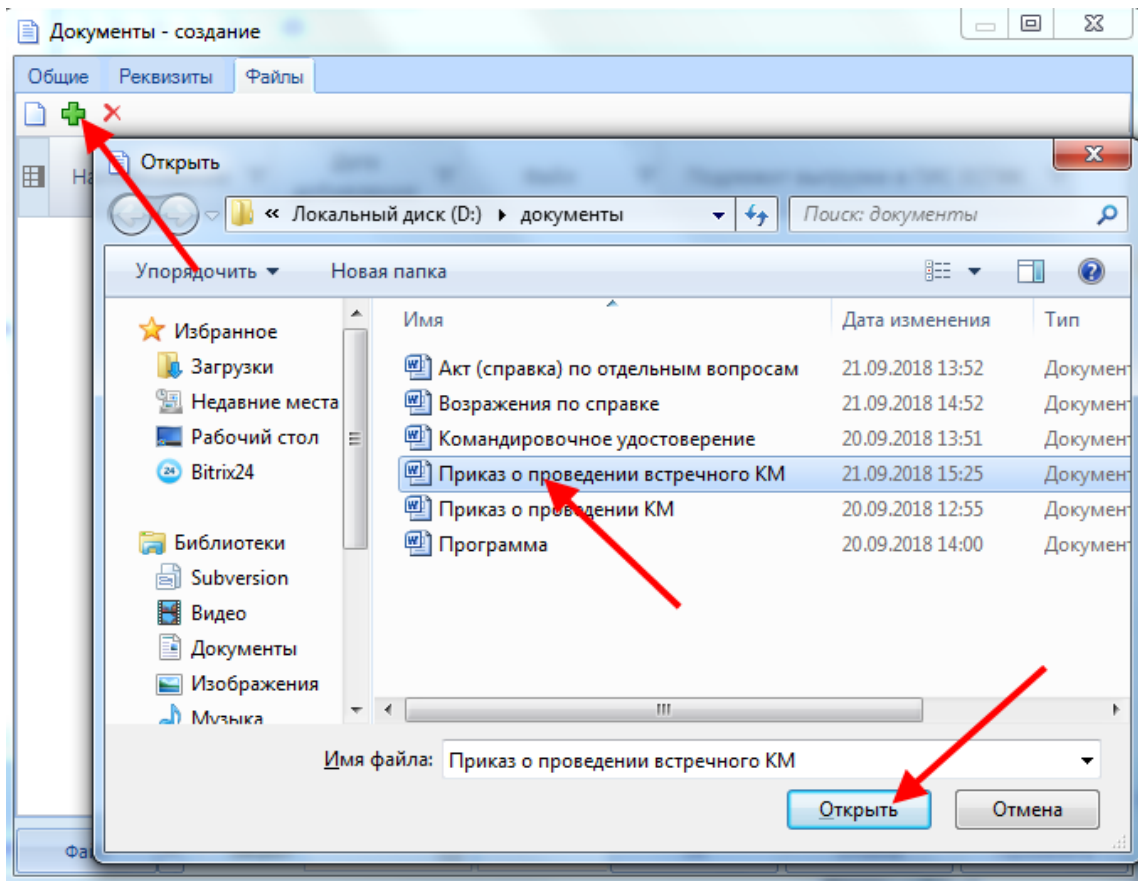 Документы - создание
Общие Реквизиты Файлы
Открыть
« Локальный диск (D:) документы
Поиск: документы
Упорядочить Новая папка
Имя Дата изменения Тип
Избранное
Загрузки
Недавние места
Рабочий стол
Bitrix24
Библиотеки
Subversion
Видео
Документы
Изображения
Музыка
Акт (справка) по отдельным вопросам 21.09.2018 13:52 Докумен
Возражения по справке 21.09.2018 14:52 Докумен
Командировочное удостоверение 20.09.2018 13:51 Докумен
Приказ о проведении встречного КМ 21.09.2018 15:25 Докумен
Приказ о проведении КМ 20.09.2018 12:55 Докумен
Программа 20.09.2018 14:00 Докумен
Имя файла: Приказ о проведении встречного КМ
Открыть Отмена